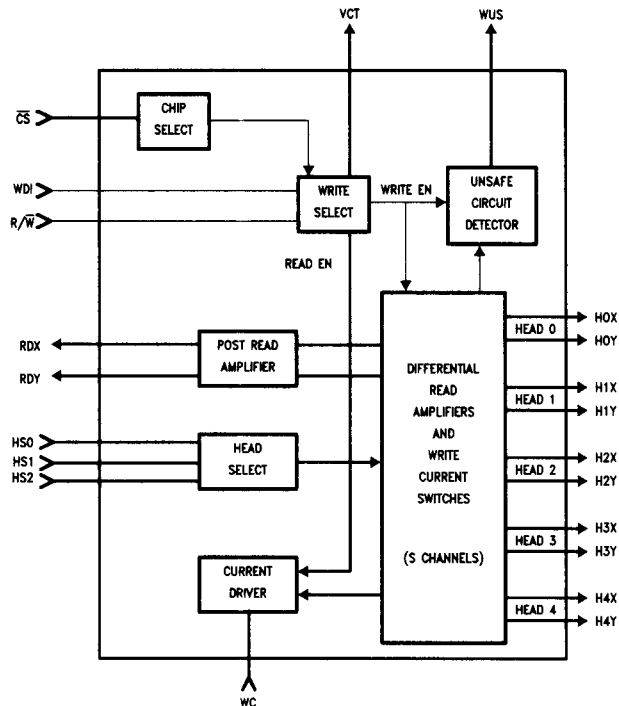 VCT
WUS
CHIP
SELECT
CS
WDI
R/W
WRITE
SELECT
WRITE EN
UNSAFE
CIRCUIT
DETECTOR
READ EN
RDX
RDY
POST READ
AMPLIFIER
DIFFERENTIAL
READ
AMPLIFIERS
AND
WRITE
CURRENT
SWITCHES
(S CHANNELS)
HS0
HS1
HS2
HEAD
SELECT
CURRENT
DRIVER
WC
H0X
HEAD 0
H0Y
H1X
HEAD 1
H1Y
H2X
HEAD 2
H2Y
H3X
HEAD 3
H3Y
H4X
HEAD 4
H4Y